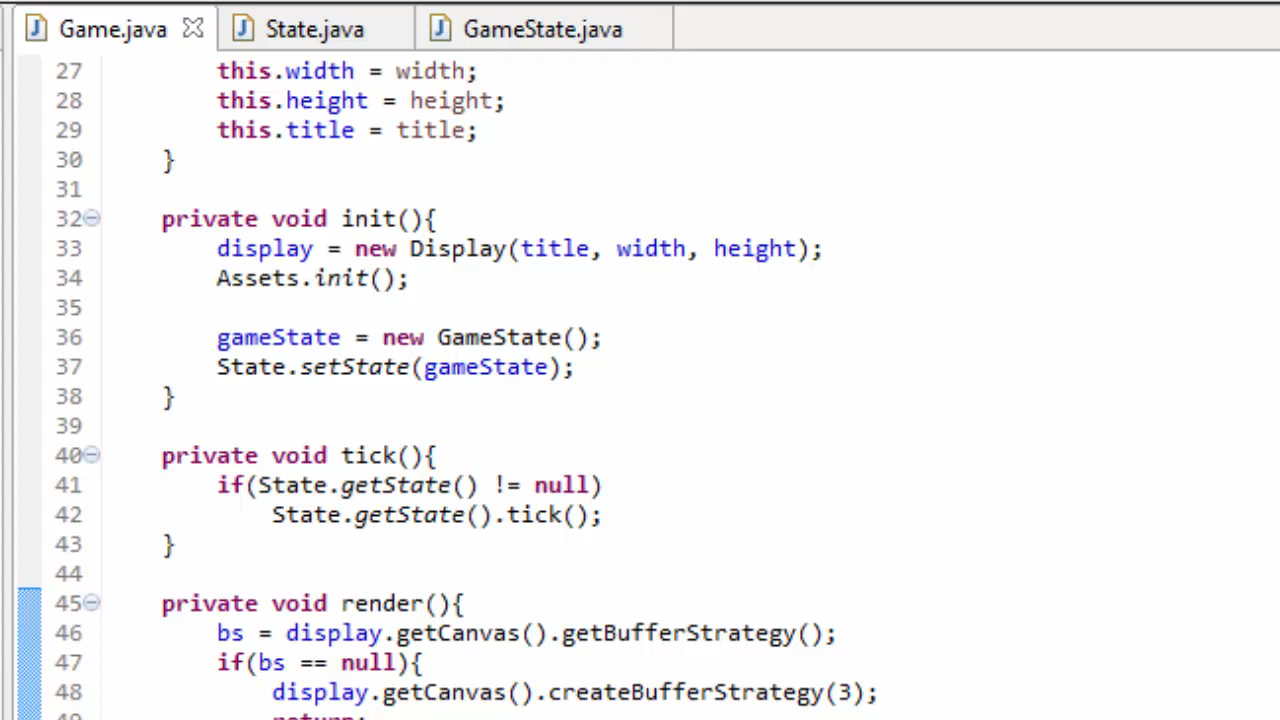 Game.java State.java GameState.java
27 this.width = width;
28 this.height = height;
29 this.title = title;
30 }
31
32 private void init(){
33 display = new Display(title, width, height);
34 Assets.init();
35
36 gameState = new GameState();
37 State.setState(gameState);
38 }
39
40 private void tick(){
41 if(State.getState() != null)
42 State.getState().tick();
43 }
44
45 private void render(){
46 bs = display.getCanvas().getBufferStrategy();
47 if(bs == null){
48 display.getCanvas().createBufferStrategy(3);
49 return;